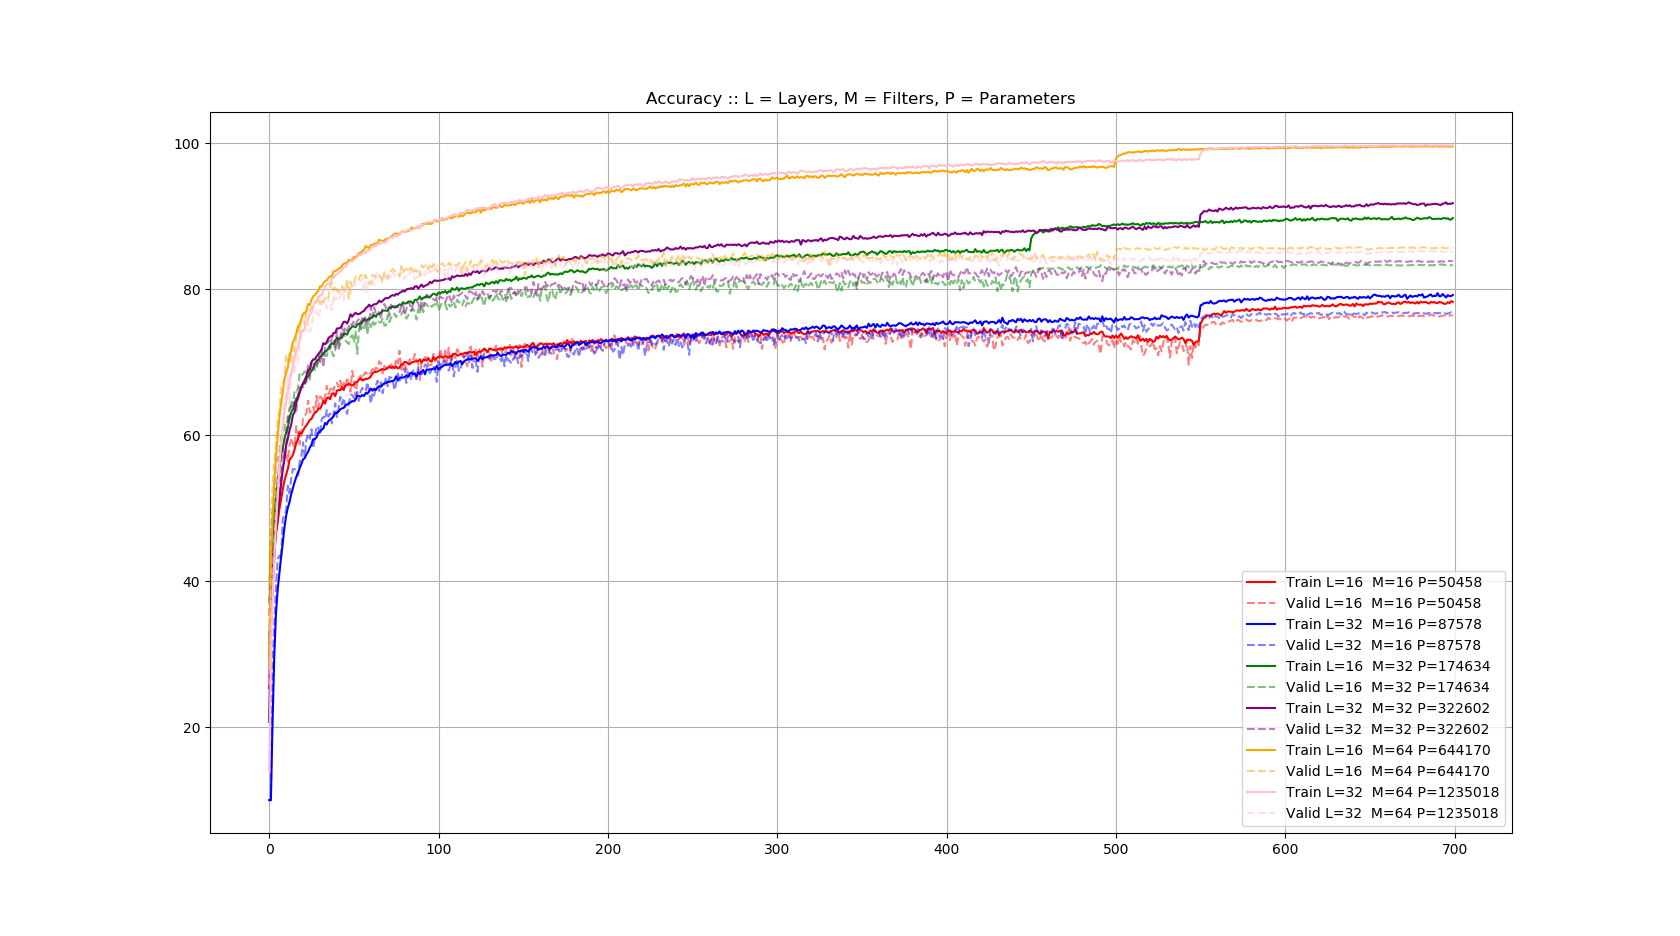 Accuracy :: L = Layers, M = Filters, P = Parameters
100
80
60
40
20
0 100 200 300 400 500 600 700
Train L=16  M=16 P=50458
Valid L=16  M=16 P=50458
Train L=32  M=16 P=87578
Valid L=32  M=16 P=87578
Train L=16  M=32 P=174634
Valid L=16  M=32 P=174634
Train L=32  M=32 P=322602
Valid L=32  M=32 P=322602
Train L=16  M=64 P=644170
Valid L=16  M=64 P=644170
Train L=32  M=64 P=1235018
Valid L=32  M=64 P=1235018